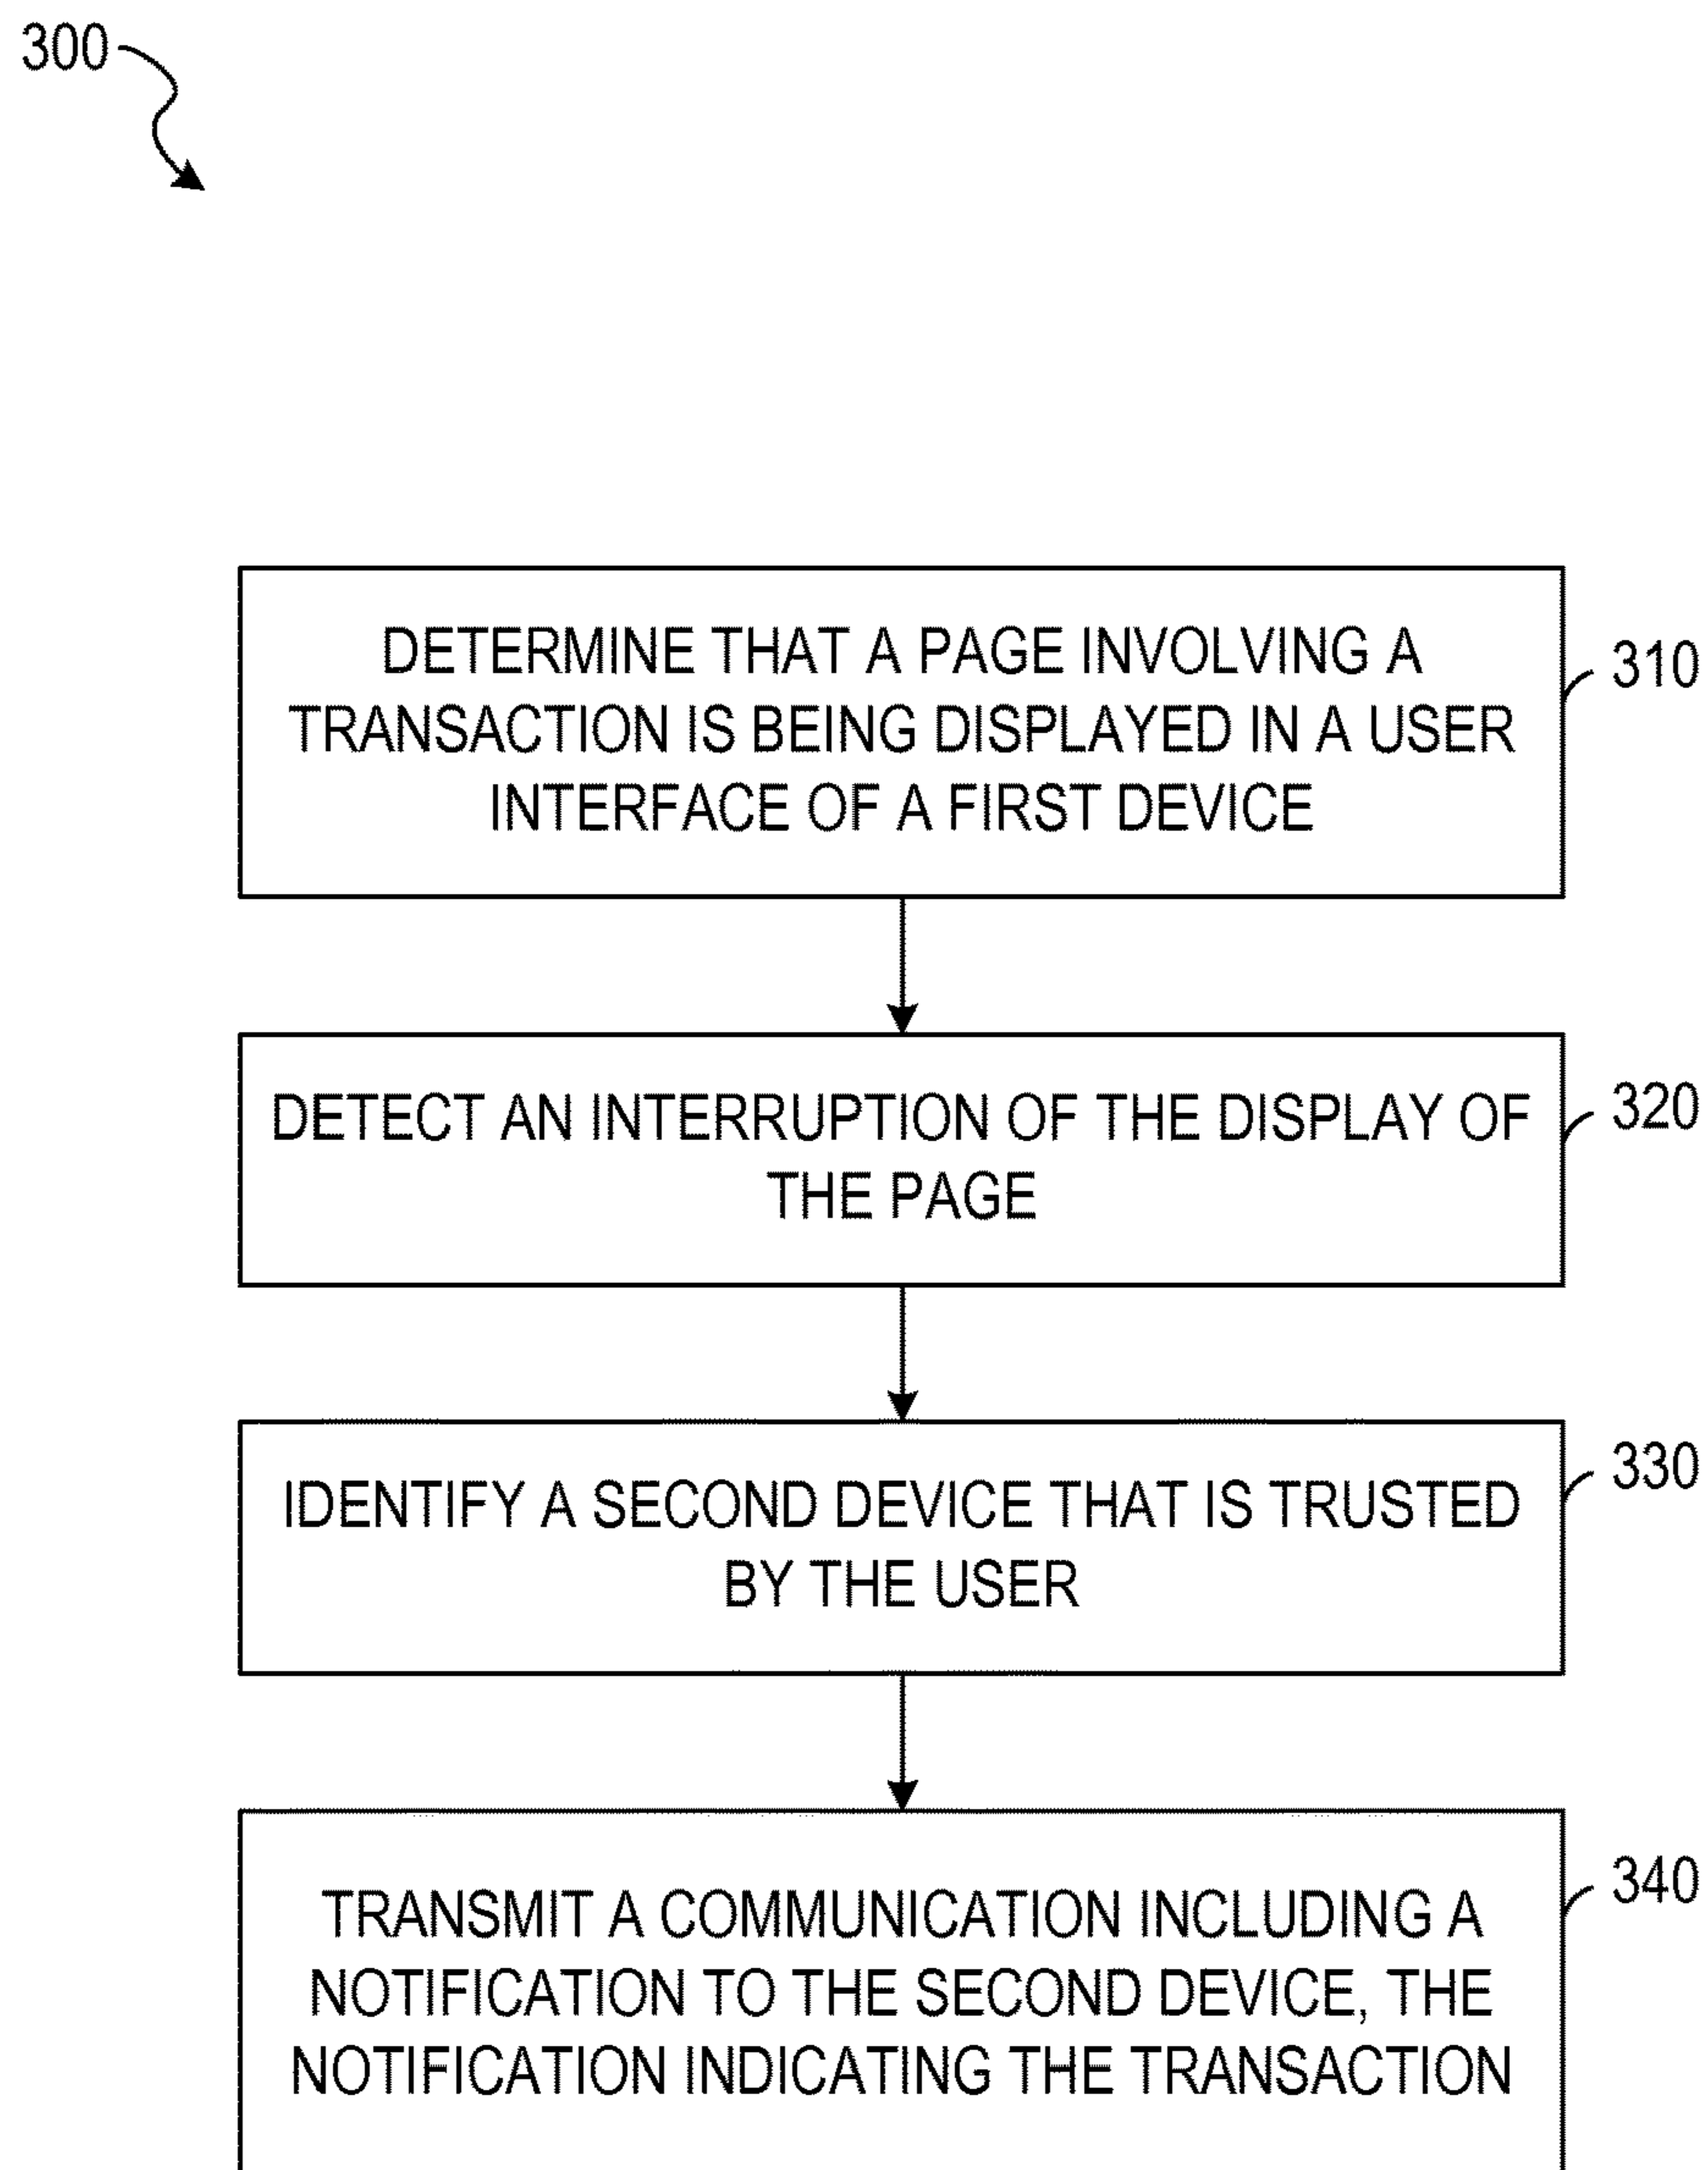 300
DETERMINE THAT A PAGE INVOLVING A
TRANSACTION IS BEING DISPLAYED IN A USER
INTERFACE OF A FIRST DEVICE
310
DETECT AN INTERRUPTION OF THE DISPLAY OF
THE PAGE
320
IDENTIFY A SECOND DEVICE THAT IS TRUSTED
BY THE USER
330
TRANSMIT A COMMUNICATION INCLUDING A
NOTIFICATION TO THE SECOND DEVICE, THE
NOTIFICATION INDICATING THE TRANSACTION
340